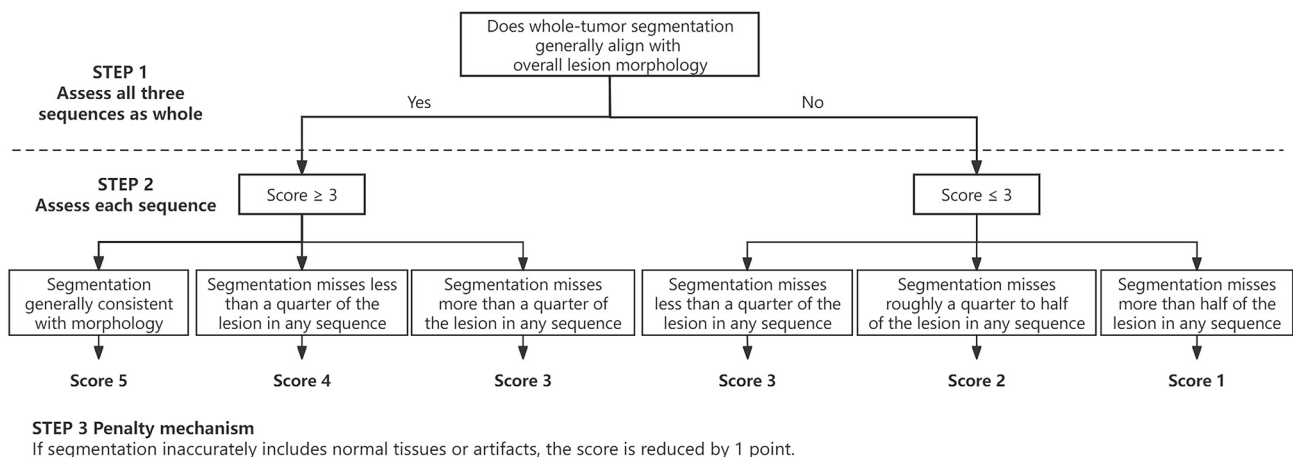 Does whole-tumor segmentation
generally align with
overall lesion morphology
STEP 1
Assess all three
sequences as whole
Yes
No
STEP 2
Assess each sequence
Score ≥ 3
Score ≤ 3
Segmentation
generally consistent
with morphology
Segmentation misses less
than a quarter of the
lesion in any sequence
Segmentation misses
more than a quarter of
the lesion in any sequence
Segmentation misses
less than a quarter of the
lesion in any sequence
Segmentation misses
roughly a quarter to half
of the lesion in any sequence
Segmentation misses
more than half of the
lesion in any sequence
Score 5
Score 4
Score 3
Score 3
Score 2
Score 1
STEP 3 Penalty mechanism
If segmentation inaccurately includes normal tissues or artifacts, the score is reduced by 1 point.